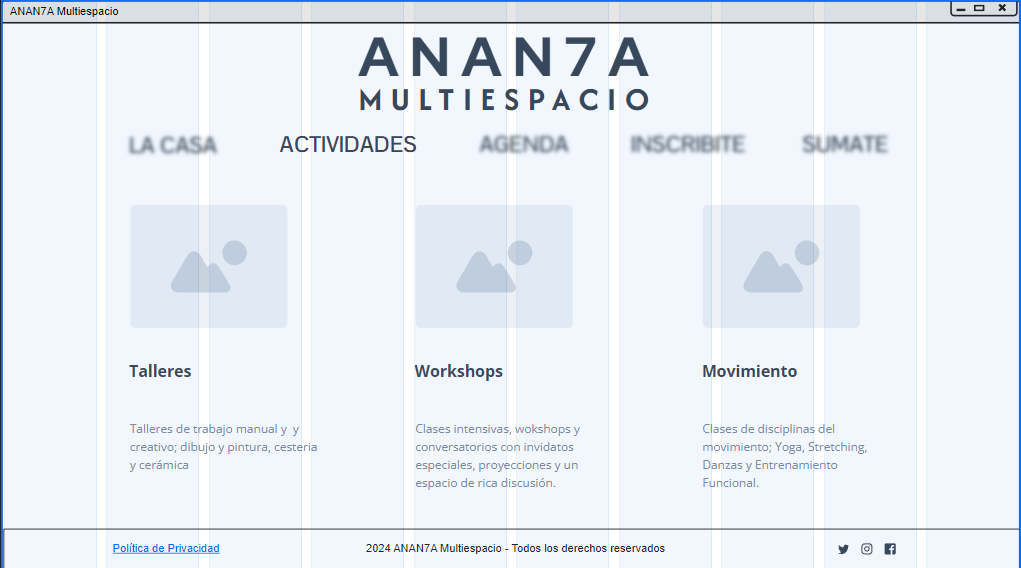 ANAN7A Multiespacio
ANAN7A
MULTIESPACIO
LA CASA ACTIVIDADES AGENDA INSCRIBITE SUMATE
Talleres Workshops Movimiento
Talleres de trabajo manual y y
creativo; dibujo y pintura, cesteria
y cerámica
Clases intensivas, wokshops y
conversatorios con invidatos
especiales, proyecciones y un
espacio de rica discusión.
Clases de disciplinas del
movimiento; Yoga, Stretching,
Danzas y Entrenamiento
Funcional.
Política de Privacidad 2024 ANAN7A Multiespacio - Todos los derechos reservados